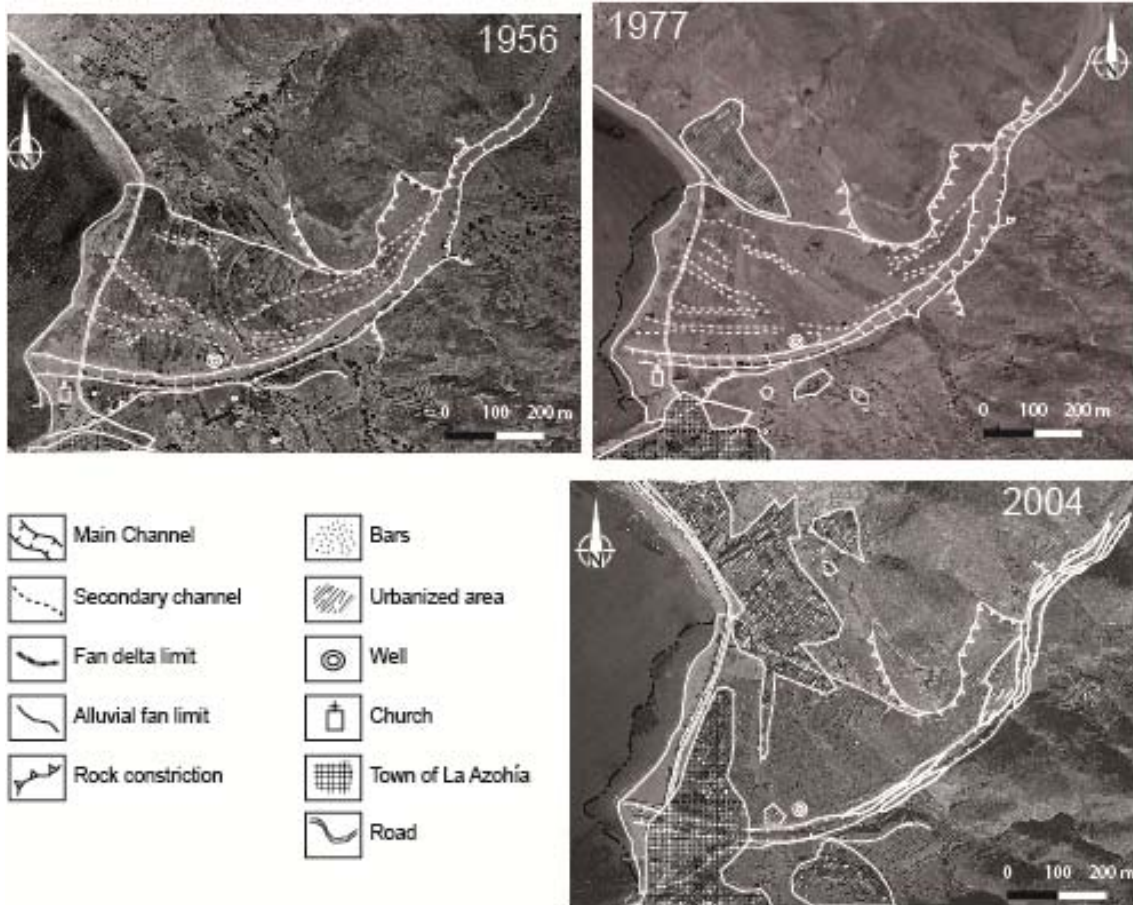 1956
N
0 100 200 m
1977
N
0 100 200 m
Main Channel
Secondary channel
Fan delta limit
Alluvial fan limit
Rock constriction
Bars
Urbanized area
Well
Church
Town of La Azohía
Road
2004
N
0 100 200 m